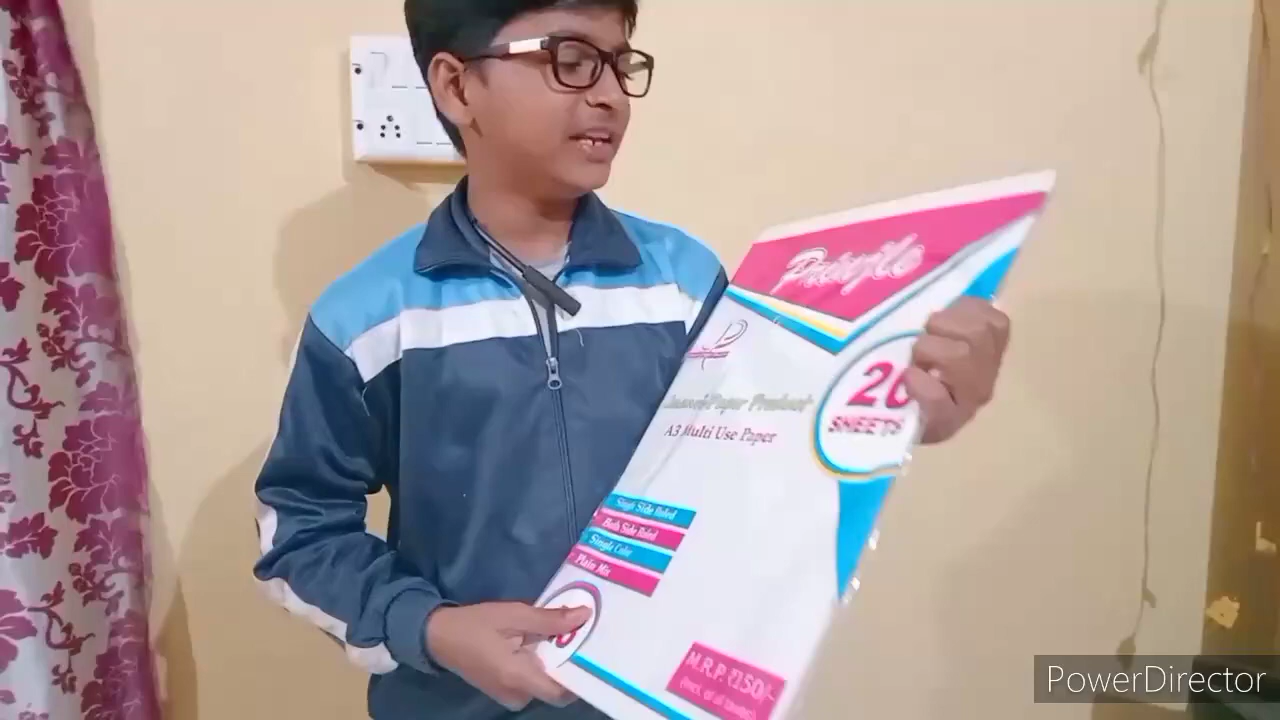 Prinjle
20
SHEETS
Paper Product
A3 Multi Use Paper
Single Side Ruled
Both Side Ruled
Single Color
Plain Mix
M.R.P. ₹150/-
(Incl. of all taxes)
PowerDirector